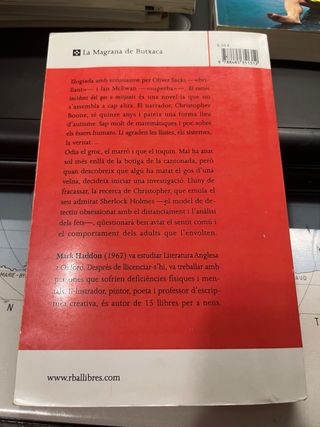 La Magrana de Butxaca
Elogiada amb entusiasme per Oliver Sacks —«bri-
llant»— i Ian McEwan —«superba»—, El curiós
incident del gos a mitjanit és una novel·la que no
s'assembla a cap altra. El narrador, Christopher
Boone, té quinze anys i pateix una forma lleu
d'autisme. Sap molt de matemàtiques i poc sobre
els éssers humans. Li agraden les llistes, els sistemes,
la veritat...
Odia el groc, el marró i que el toquin. Mai ha anat
sol més enllà de la botiga de la cantonada, però
quan descobreix que algú ha matat el gos d'una
veïna, decideix iniciar una investigació. Lluny de
fracassar, la recerca de Christopher, que emula el
seu admirat Sherlock Holmes —el model de de-
tectiu obsessionat amb el distanciament i l'anàlisi
dels fets—, qüestionarà ben aviat el sentit comú i
el comportament dels adults que l'envolten.
Mark Haddon (1962) va estudiar Literatura Anglesa
a Oxford. Després de llicenciar-s'hi, va treballar amb
persones que sofrien deficiències físiques i men-
tals. Il·lustrador, pintor, poeta i professor d'escrip-
tura creativa, és autor de 15 llibres per a nens.
www.rballibres.com